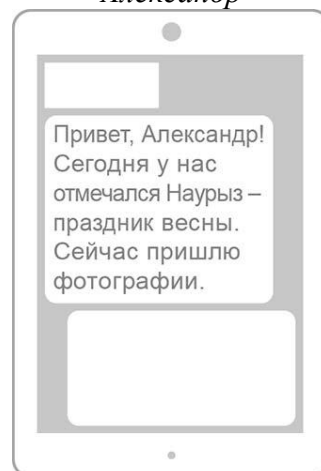 Александр
Привет, Александр!
Сегодня у нас
отмечался Наурыз –
праздник весны.
Сейчас пришлю
фотографии.